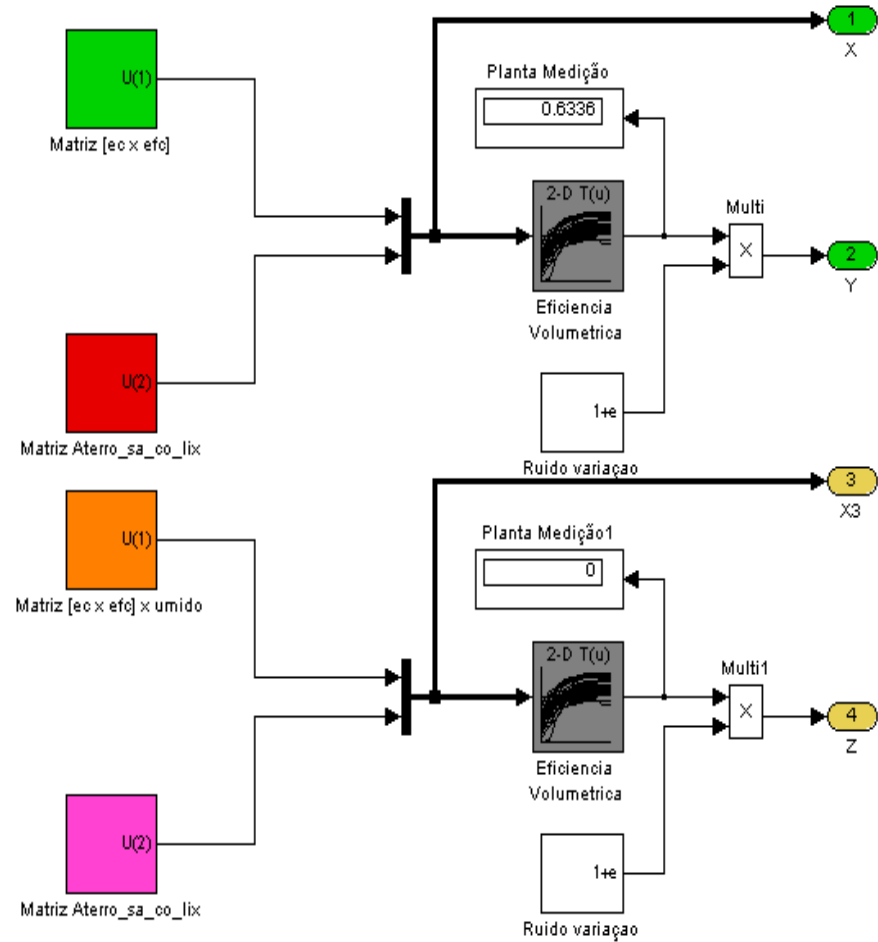 1
X
Planta Medição
0.6336
U(1)
Matriz [ec x efc]
2-D T(u)
Multi
X
2
Y
Eficiencia
Volumetrica
U(2)
Matriz Aterro_sa_co_lix
1+e
Ruido variaçao
3
X3
Planta Medição1
0
U(1)
Matriz [ec x efc] x umido
2-D T(u)
Multi1
X
4
Z
Eficiencia
Volumetrica
U(2)
Matriz Aterro_sa_co_lix
1+e
Ruido variaçao